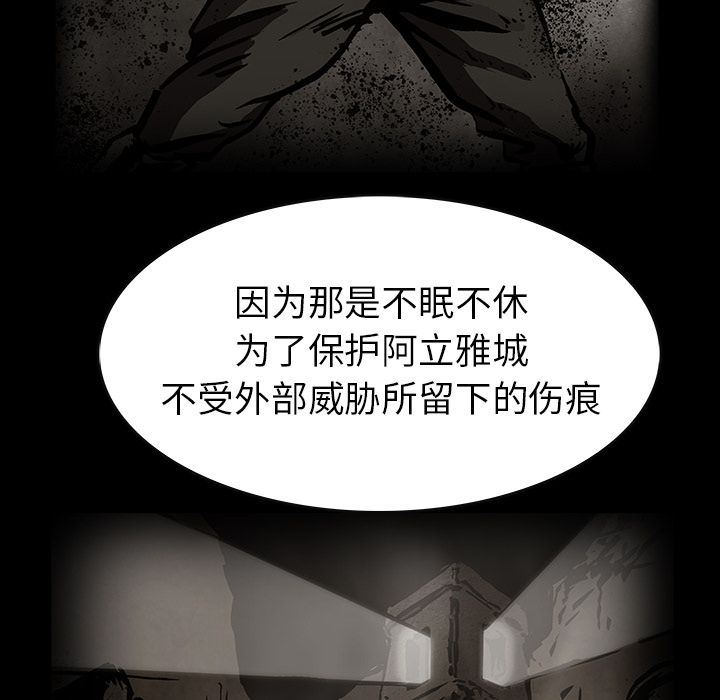 因为那是不眠不休
为了保护阿立雅城
不受外部威胁所留下的伤痕